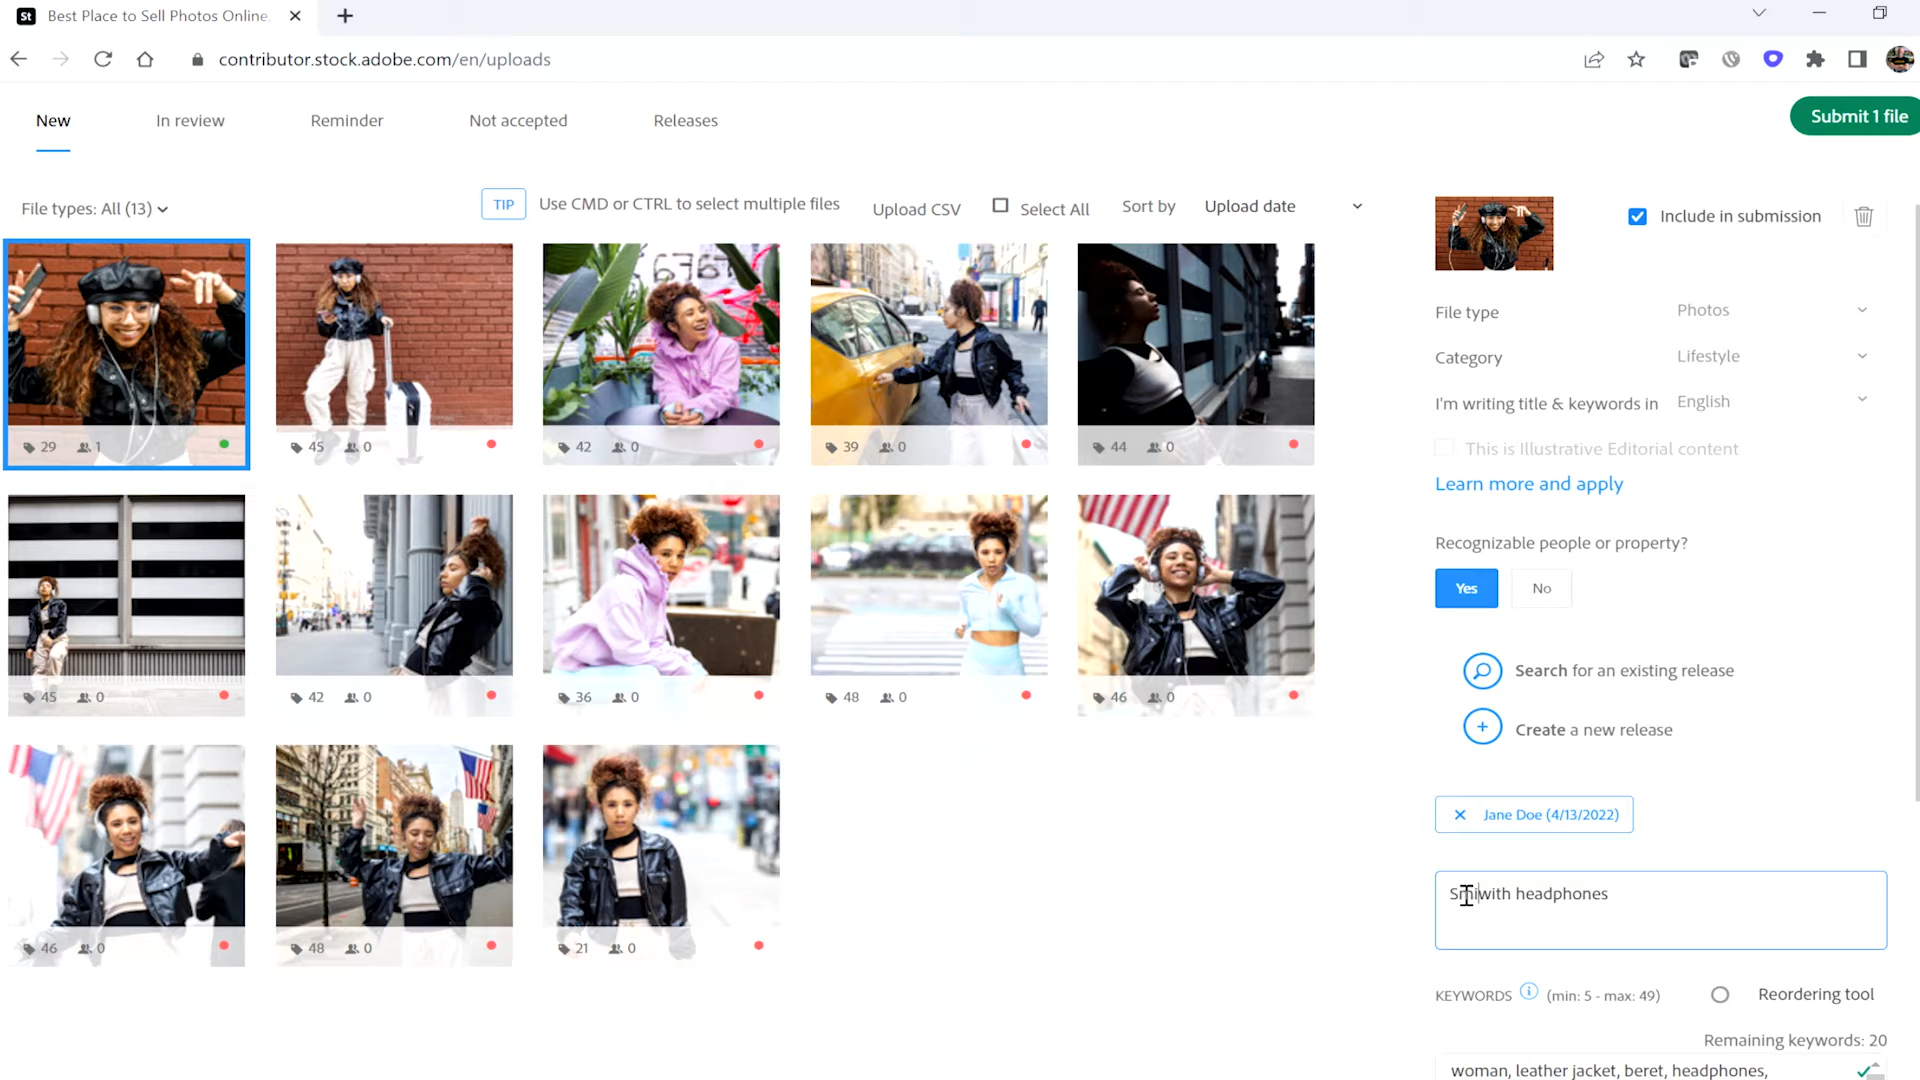 St Best Place to Sell Photos Online.
contributor.stock.adobe.com/en/uploads
New In review Reminder Not accepted Releases
Submit 1 file
File types: All (13)
TIP Use CMD or CTRL to select multiple files
Upload CSV Select All Sort by Upload date
Include in submission
29 1
45 0
42 0
39 0
44 0
45 0
42 0
36 0
48 0
46 0
46 0
48 0
21 0
File type Photos
Category Lifestyle
I'm writing title & keywords in English
This is Illustrative Editorial content
Learn more and apply
Recognizable people or property?
Yes No
Search for an existing release
Create a new release
Jane Doe (4/13/2022)
Smiwith headphones
KEYWORDS (min: 5 - max: 49) Reordering tool
Remaining keywords: 20
woman, leather jacket, beret, headphones,